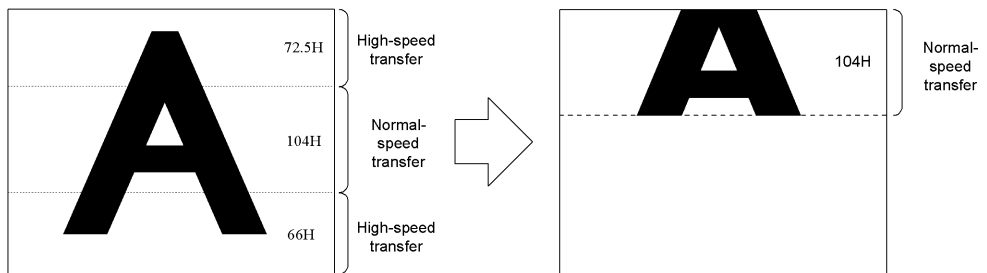 72.5H
High-speed
transfer
A
104H
Normal-
speed
transfer
66H
High-speed
transfer
A
104H
Normal-
speed
transfer